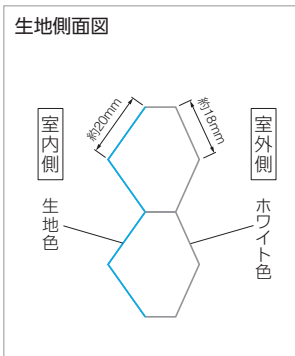 生地側面図
約20mm
約18mm
室内側
室外側
生地色
ホワイト色